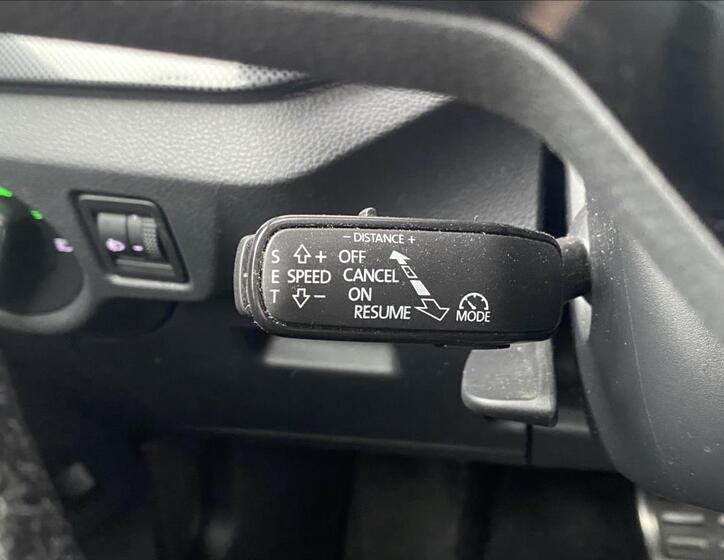 − DISTANCE +
S + OFF
E SPEED CANCEL
T − ON
RESUME
MODE